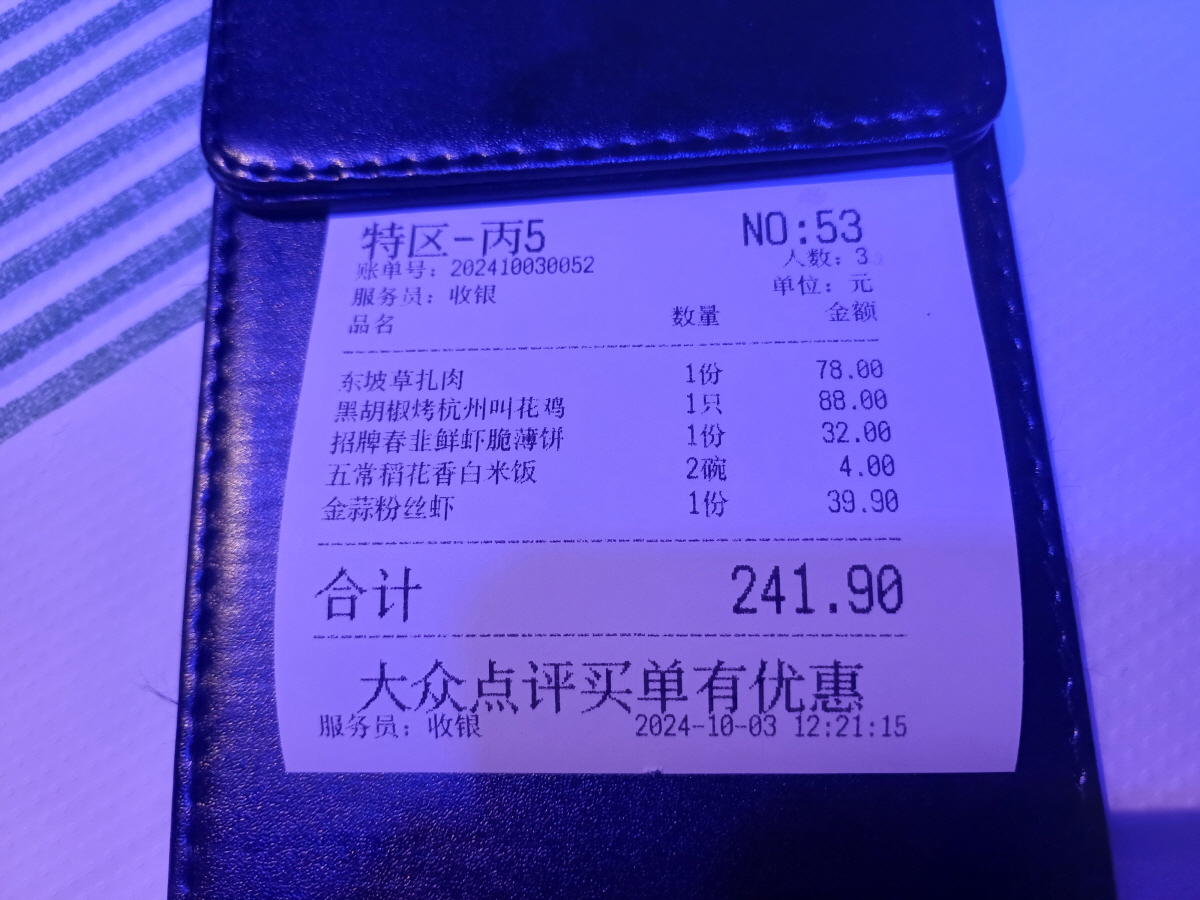 特区-丙5 NO:53
账单号: 202410030052 人数: 3
服务员: 收银 单位: 元
品名 数量 金额
东坡草扎肉 1份 78.00
黑胡椒烤杭州叫花鸡 1只 88.00
招牌春韭鲜虾脆薄饼 1份 32.00
五常稻花香白米饭 2碗 4.00
金蒜粉丝虾 1份 39.90
合计 241.90
大众点评买单有优惠
服务员: 收银 2024-10-03 12:21:15